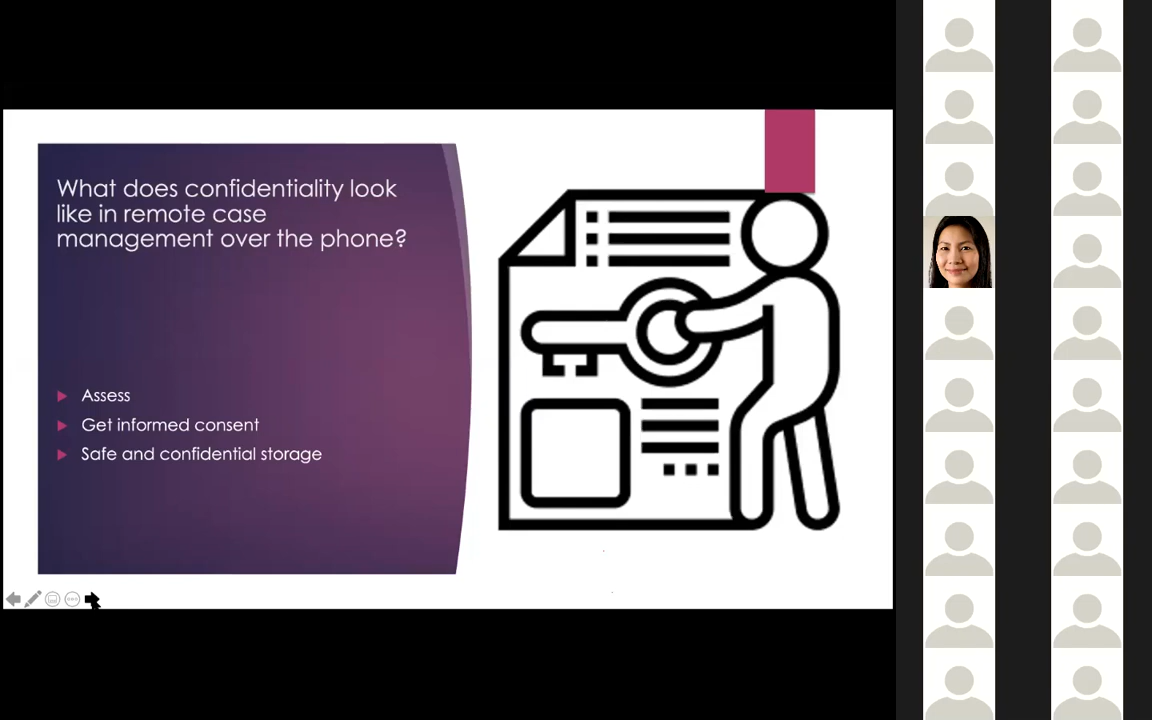 What does confidentiality look
like in remote case
management over the phone?
Assess
Get informed consent
Safe and confidential storage